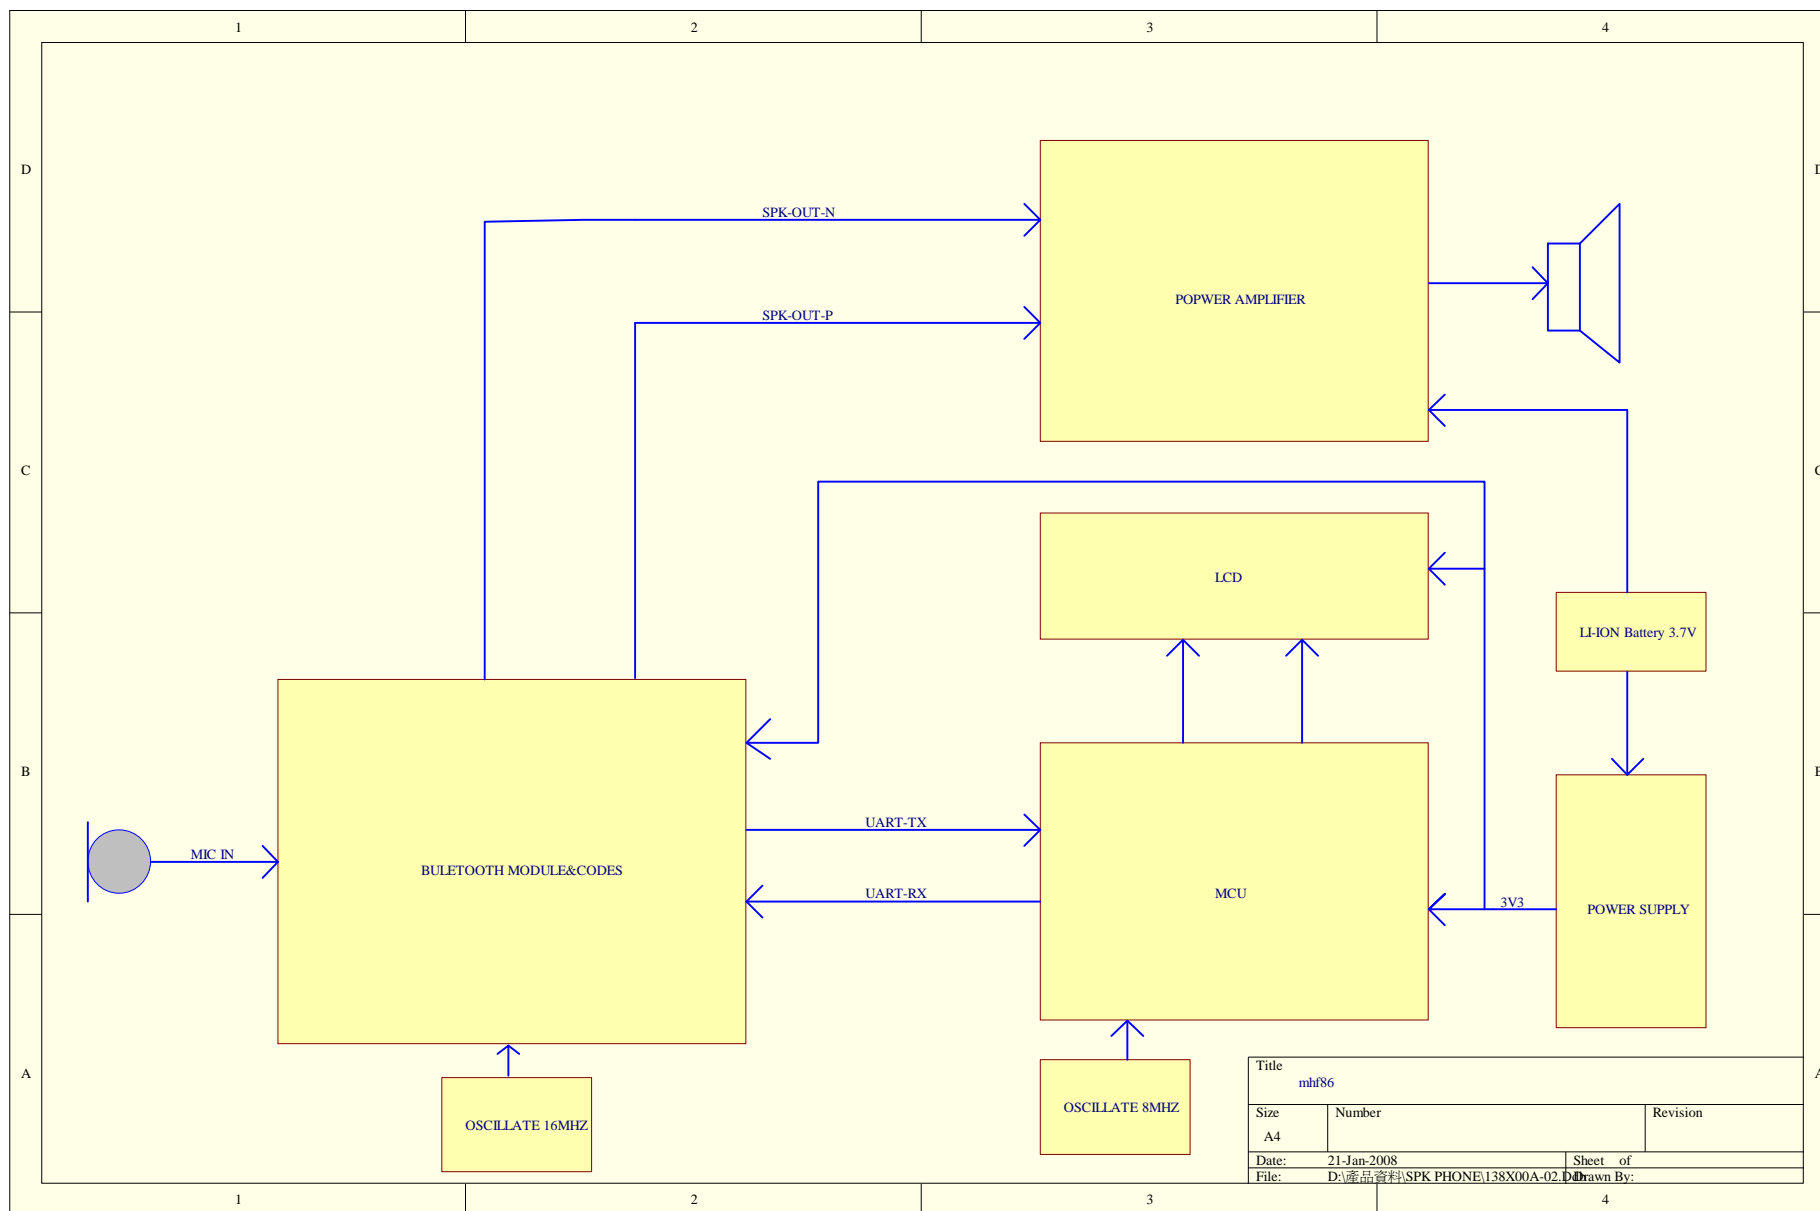 1 2 3 4
D D
SPK-OUT-N
POPWER AMPLIFIER
SPK-OUT-P
C C
LCD
LI-ION Battery 3.7V
B B
UART-TX
MIC IN
BULETOOTH MODULE&CODES
UART-RX
MCU
3V3
POWER SUPPLY
A A
OSCILLATE 16MHZ
OSCILLATE 8MHZ
Title
mhf86
Size Number Revision
A4
Date: 21-Jan-2008 Sheet of
File: D:\產品資料\SPK PHONE\138X00A-02.Ddb Drawn By:
1 2 3 4